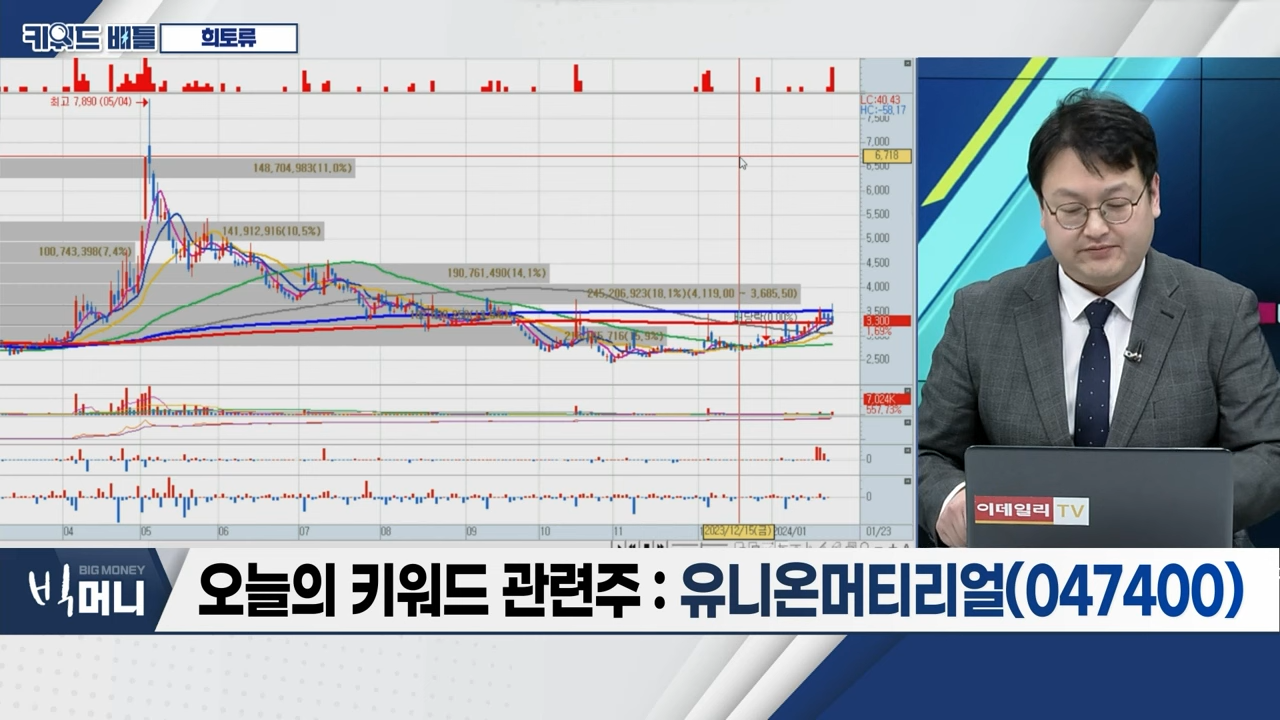 키워드 배틀
희토류
최고 7,890 (05/04)
LC:40.43
HC:-58.17
7,500
7,000
6,718
6,500
6,000
5,500
5,000
4,500
4,000
3,500
3,300
1.69%
2,500
148,704,983(11,0%)
141,912,916(10,5%)
100,743,398(7,4%)
190,761,490(14,1%)
245,206,923(18,1%)(4,119,00 ~ 3,685,50)
7,024K
557.73%
0
0
04
05
06
07
08
09
10
11
2023/12/15(금)
2024/01
01/23
이데일리 TV
빅머니
BIG MONEY
오늘의 키워드 관련주 : 유니온머티리얼(047400)